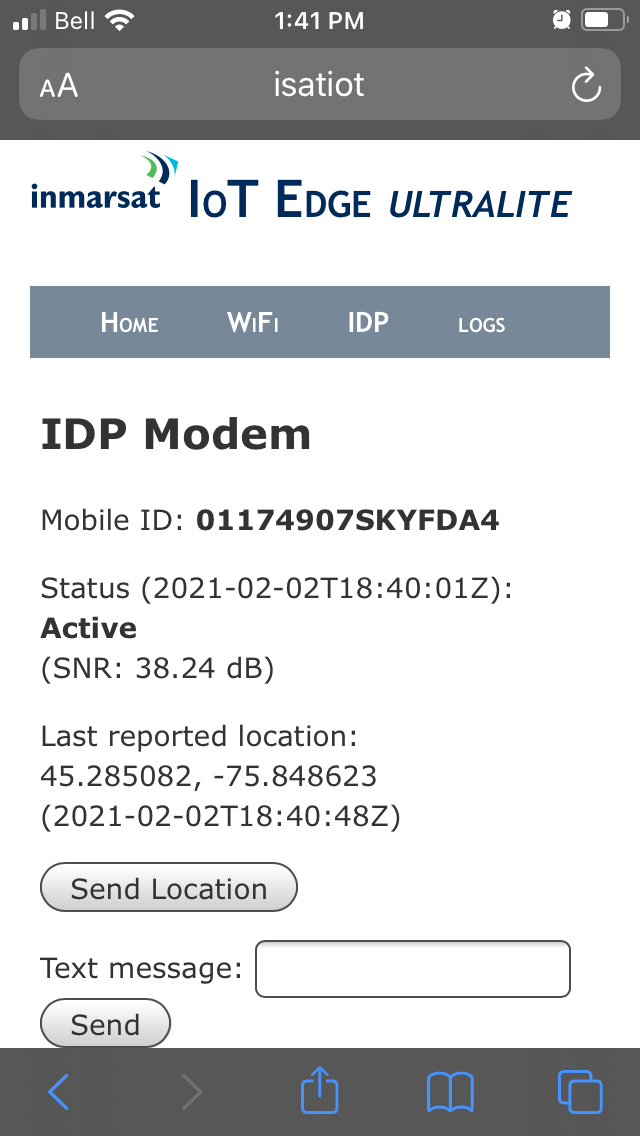 Bell 1:41 PM
AA isatiot
inmarsat IoT Edge ULTRALITE
Home WiFi IDP LOGS
IDP Modem
Mobile ID: 01174907SKYFDA4
Status (2021-02-02T18:40:01Z):
Active
(SNR: 38.24 dB)
Last reported location:
45.285082, -75.848623
(2021-02-02T18:40:48Z)
Send Location
Text message:
Send